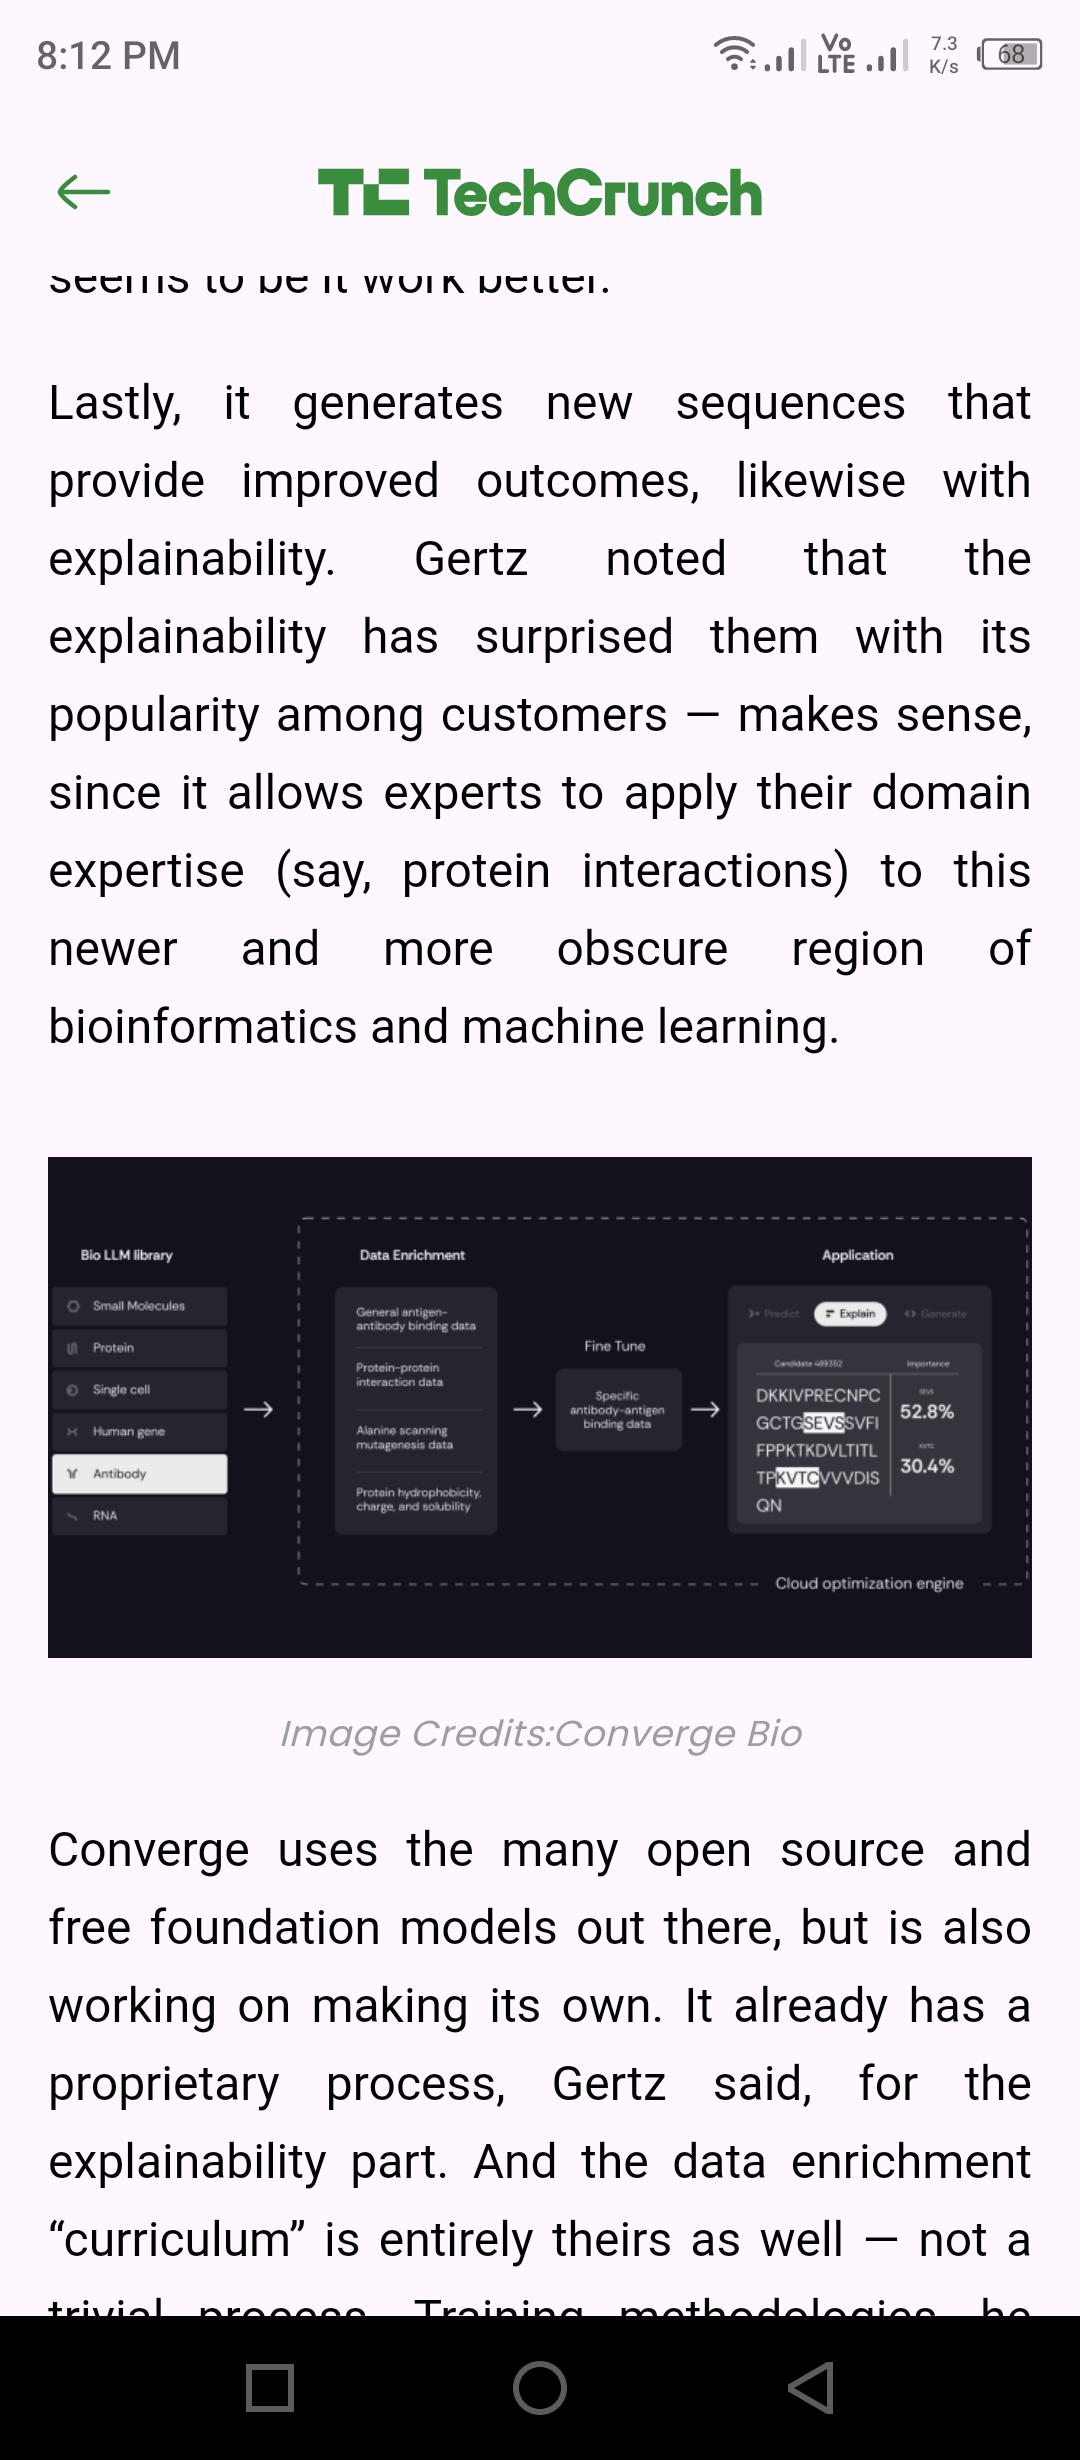 8:12 PM
Vo
LTE
7.3
K/s
68
TC TechCrunch
seems to be it work better.
Lastly, it generates new sequences that
provide improved outcomes, likewise with
explainability. Gertz noted that the
explainability has surprised them with its
popularity among customers — makes sense,
since it allows experts to apply their domain
expertise (say, protein interactions) to this
newer and more obscure region of
bioinformatics and machine learning.
Bio LLM library
Small Molecules
Protein
Single cell
Human gene
Antibody
RNA
Data Enrichment
General antigen-
antibody binding data
Protein-protein
interaction data
Alanine scanning
mutagenesis data
Protein hydrophobicity,
charge, and solubility
Fine Tune
Specific
antibody-antigen
binding data
Application
Predict
Explain
Generate
Candidate 489352
Importance
DKKIVPRECNPC
GCTGSEVSSVFI
FPPKTKDVLTITL
TPKVTCVVVDIS
QN
SEVS
52.8%
KVTC
30.4%
Cloud optimization engine
Image Credits:Converge Bio
Converge uses the many open source and
free foundation models out there, but is also
working on making its own. It already has a
proprietary process, Gertz said, for the
explainability part. And the data enrichment
“curriculum” is entirely theirs as well — not a
trivial process. Training methodologies, he